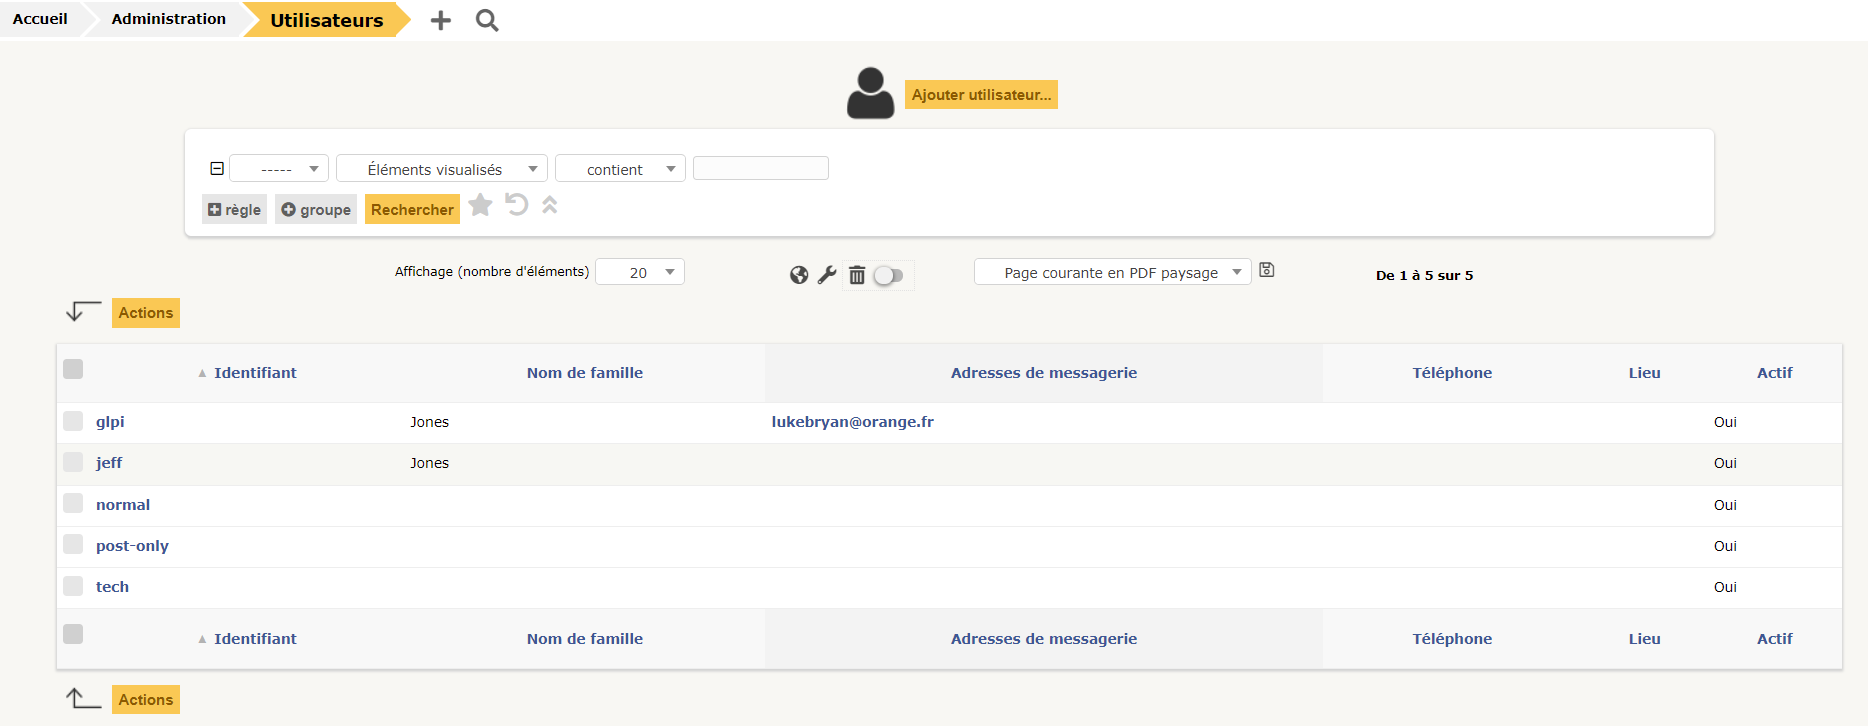 Accueil Administration Utilisateurs
Ajouter utilisateur...
----- Éléments visualisés contient
règle groupe Rechercher
Affichage (nombre d'éléments) 20 Page courante en PDF paysage De 1 à 5 sur 5
Actions
Identifiant Nom de famille Adresses de messagerie Téléphone Lieu Actif
glpi Jones lukebryan@orange.fr Oui
jeff Jones Oui
normal Oui
post-only Oui
tech Oui
Identifiant Nom de famille Adresses de messagerie Téléphone Lieu Actif
Actions